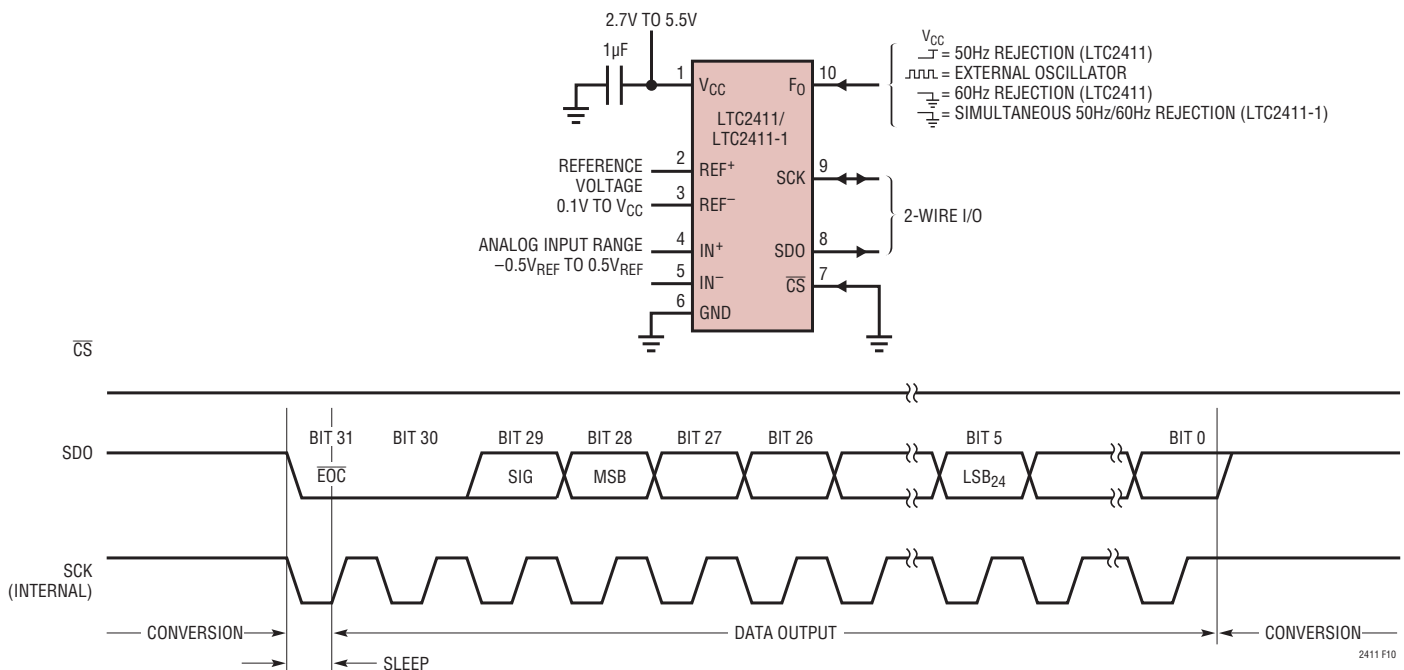 2.7V TO 5.5V
1µF
1
VCC
LTC2411/
LTC2411-1
FO
10
VCC
= 50Hz REJECTION (LTC2411)
= EXTERNAL OSCILLATOR
= 60Hz REJECTION (LTC2411)
= SIMULTANEOUS 50Hz/60Hz REJECTION (LTC2411-1)
REFERENCE
VOLTAGE
0.1V TO VCC
2
REF+
3
REF−
SCK
9
2-WIRE I/O
ANALOG INPUT RANGE
−0.5VREF TO 0.5VREF
4
IN+
5
IN−
6
GND
SDO
8
CS
7
CS
SDO
BIT 31
BIT 30
BIT 29
BIT 28
BIT 27
BIT 26
BIT 5
BIT 0
EOC
SIG
MSB
LSB24
SCK
(INTERNAL)
CONVERSION
DATA OUTPUT
CONVERSION
SLEEP
2411 F10